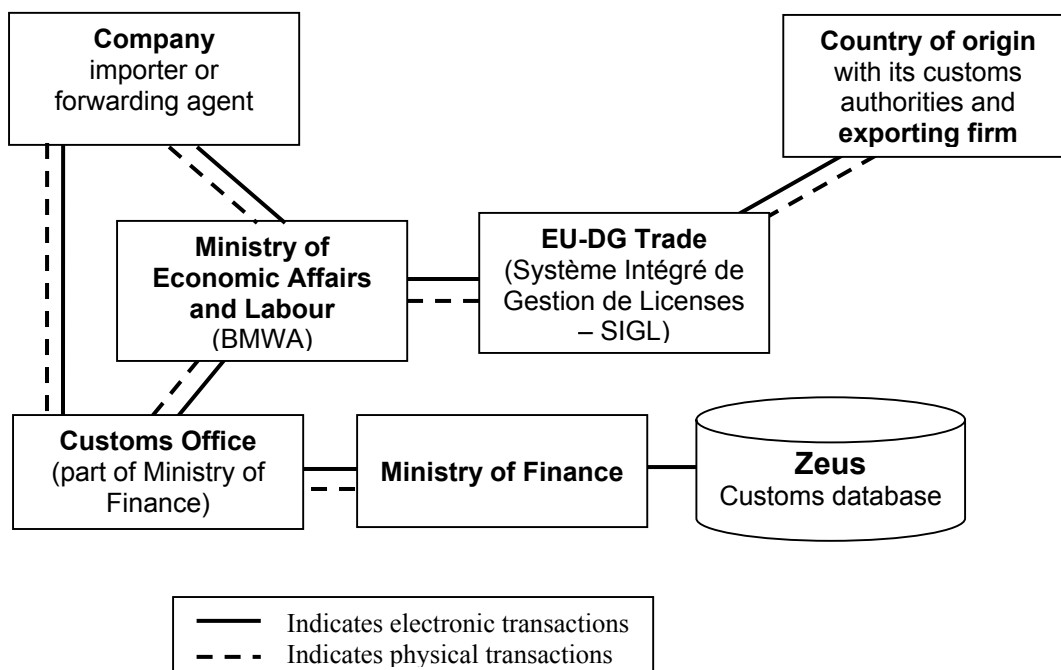 Company
importer or
forwarding agent
Country of origin
with its customs
authorities and
exporting firm
Ministry of
Economic Affairs
and Labour
(BMWA)
EU-DG Trade
(Système Intégré de
Gestion de Licenses
– SIGL)
Customs Office
(part of Ministry of
Finance)
Ministry of Finance
Zeus
Customs database
Indicates electronic transactions
Indicates physical transactions